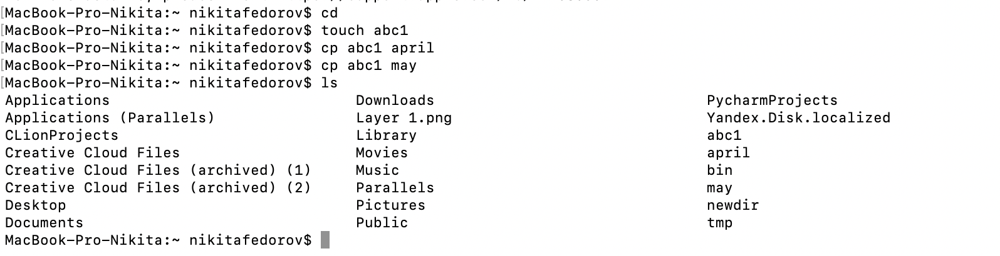 MacBook-Pro-Nikita:~ nikitafedorov$ cd
MacBook-Pro-Nikita:~ nikitafedorov$ touch abc1
MacBook-Pro-Nikita:~ nikitafedorov$ cp abc1 april
MacBook-Pro-Nikita:~ nikitafedorov$ cp abc1 may
MacBook-Pro-Nikita:~ nikitafedorov$ ls
Applications Downloads PycharmProjects
Applications (Parallels) Layer 1.png Yandex.Disk.localized
CLionProjects Library abc1
Creative Cloud Files Movies april
Creative Cloud Files (archived) (1) Music bin
Creative Cloud Files (archived) (2) Parallels may
Desktop Pictures newdir
Documents Public tmp
MacBook-Pro-Nikita:~ nikitafedorov$